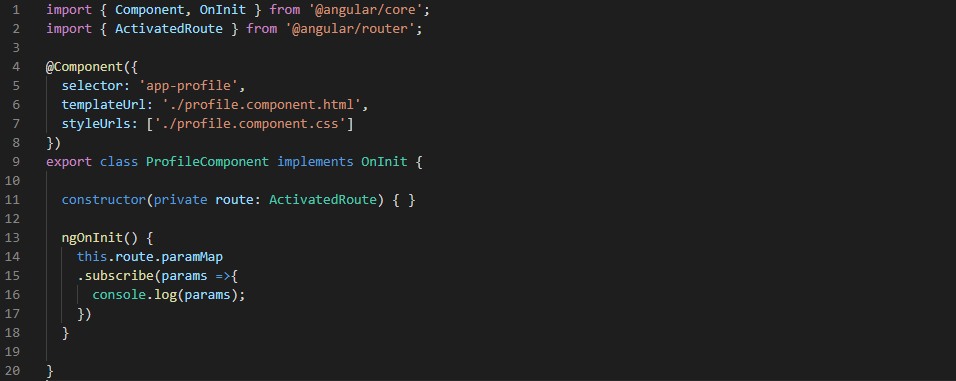 1 import { Component, OnInit } from '@angular/core';
2 import { ActivatedRoute } from '@angular/router';
3
4 @Component({
5   selector: 'app-profile',
6   templateUrl: './profile.component.html',
7   styleUrls: ['./profile.component.css']
8 })
9 export class ProfileComponent implements OnInit {
10
11   constructor(private route: ActivatedRoute) { }
12
13   ngOnInit() {
14     this.route.paramMap
15     .subscribe(params =>{
16       console.log(params);
17     })
18   }
19
20 }